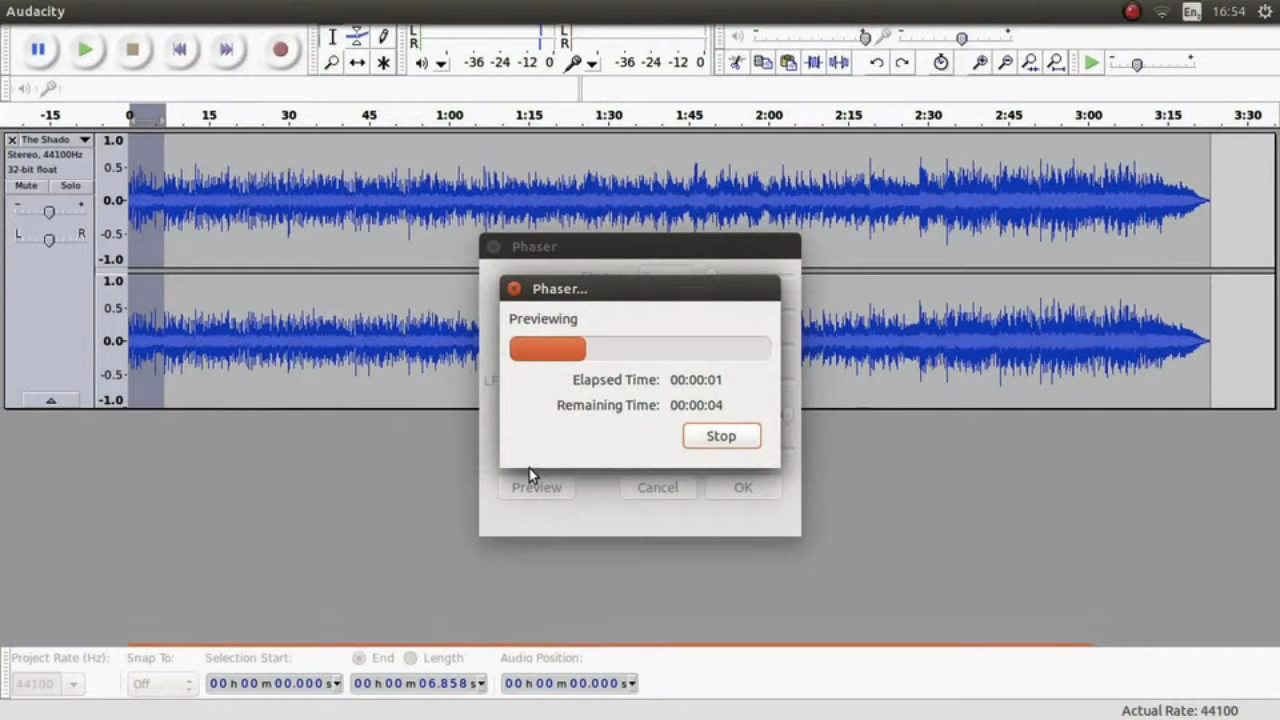 Audacity
En2 16:54
L
R
-36 -24 -12 0
L
R
-36 -24 -12 0
-15 0 15 30 45 1:00 1:15 1:30 1:45 2:00 2:15 2:30 2:45 3:00 3:15 3:30
The Shado
Stereo, 44100Hz
32-bit float
Mute Solo
- +
L R
1.0
0.5
0.0
-0.5
-1.0
1.0
0.5
0.0
-0.5
-1.0
Phaser
Phaser...
Previewing
Elapsed Time: 00:00:01
Remaining Time: 00:00:04
Stop
LF
Preview Cancel OK
Project Rate (Hz): Snap To: Selection Start: End Length Audio Position:
44100 Off 00 h 00 m 00.000 s 00 h 00 m 06.858 s 00 h 00 m 00.000 s
Actual Rate: 44100